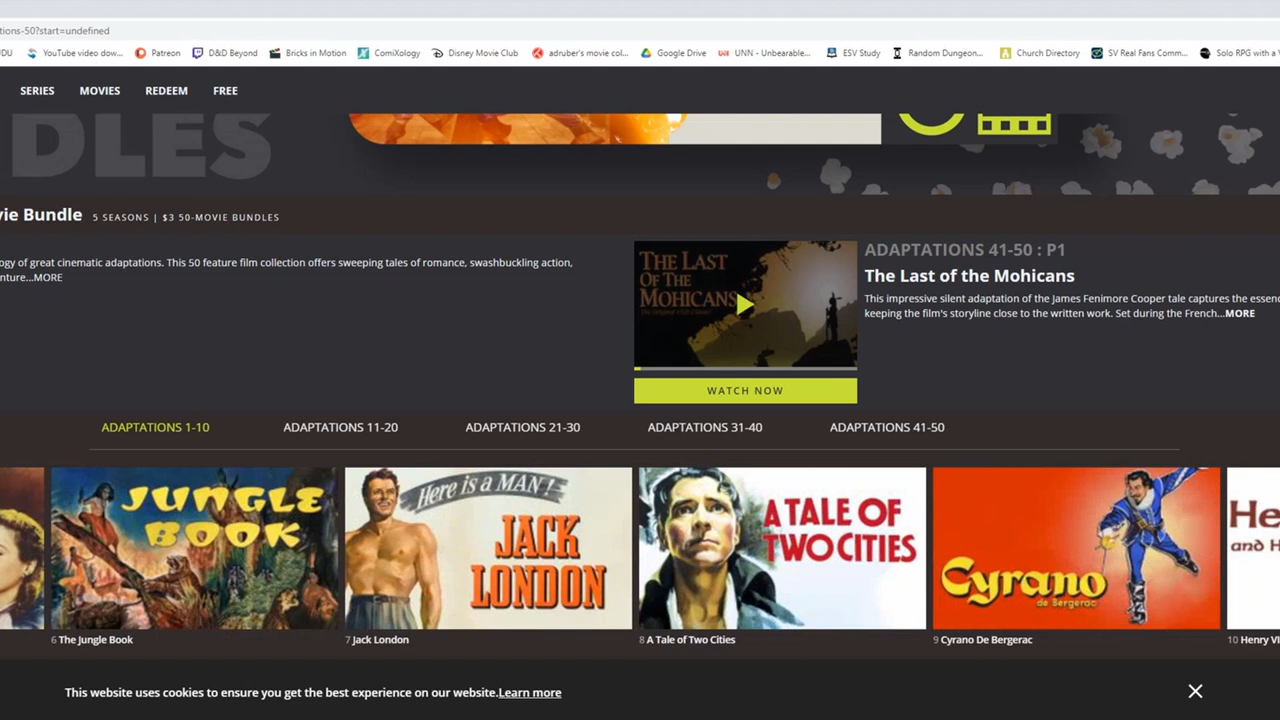 tions-50?start=undefined
UDU YouTube video dow... Patreon D&D Beyond Bricks in Motion ComiXology Disney Movie Club adruber's movie col... Google Drive UNN - Unbearable... ESV Study Random Dungeon... Church Directory SV Real Fans Comm... Solo RPG with a
SERIES MOVIES REDEEM FREE
DLES
vie Bundle 5 SEASONS | $3 50-MOVIE BUNDLES
ogy of great cinematic adaptations. This 50 feature film collection offers sweeping tales of romance, swashbuckling action,
nture...MORE
THE LAST
OF THE
MOHICANS
ADAPTATIONS 41-50 : P1
The Last of the Mohicans
This impressive silent adaptation of the James Fenimore Cooper tale captures the essenc
keeping the film's storyline close to the written work. Set during the French...MORE
WATCH NOW
ADAPTATIONS 1-10 ADAPTATIONS 11-20 ADAPTATIONS 21-30 ADAPTATIONS 31-40 ADAPTATIONS 41-50
JUNGLE
BOOK
Here is a MAN!
JACK
LONDON
A TALE OF
TWO CITIES
Cyrano
de Bergerac
He
and H
6 The Jungle Book
7 Jack London
8 A Tale of Two Cities
9 Cyrano De Bergerac
10 Henry VI
This website uses cookies to ensure you get the best experience on our website.Learn more